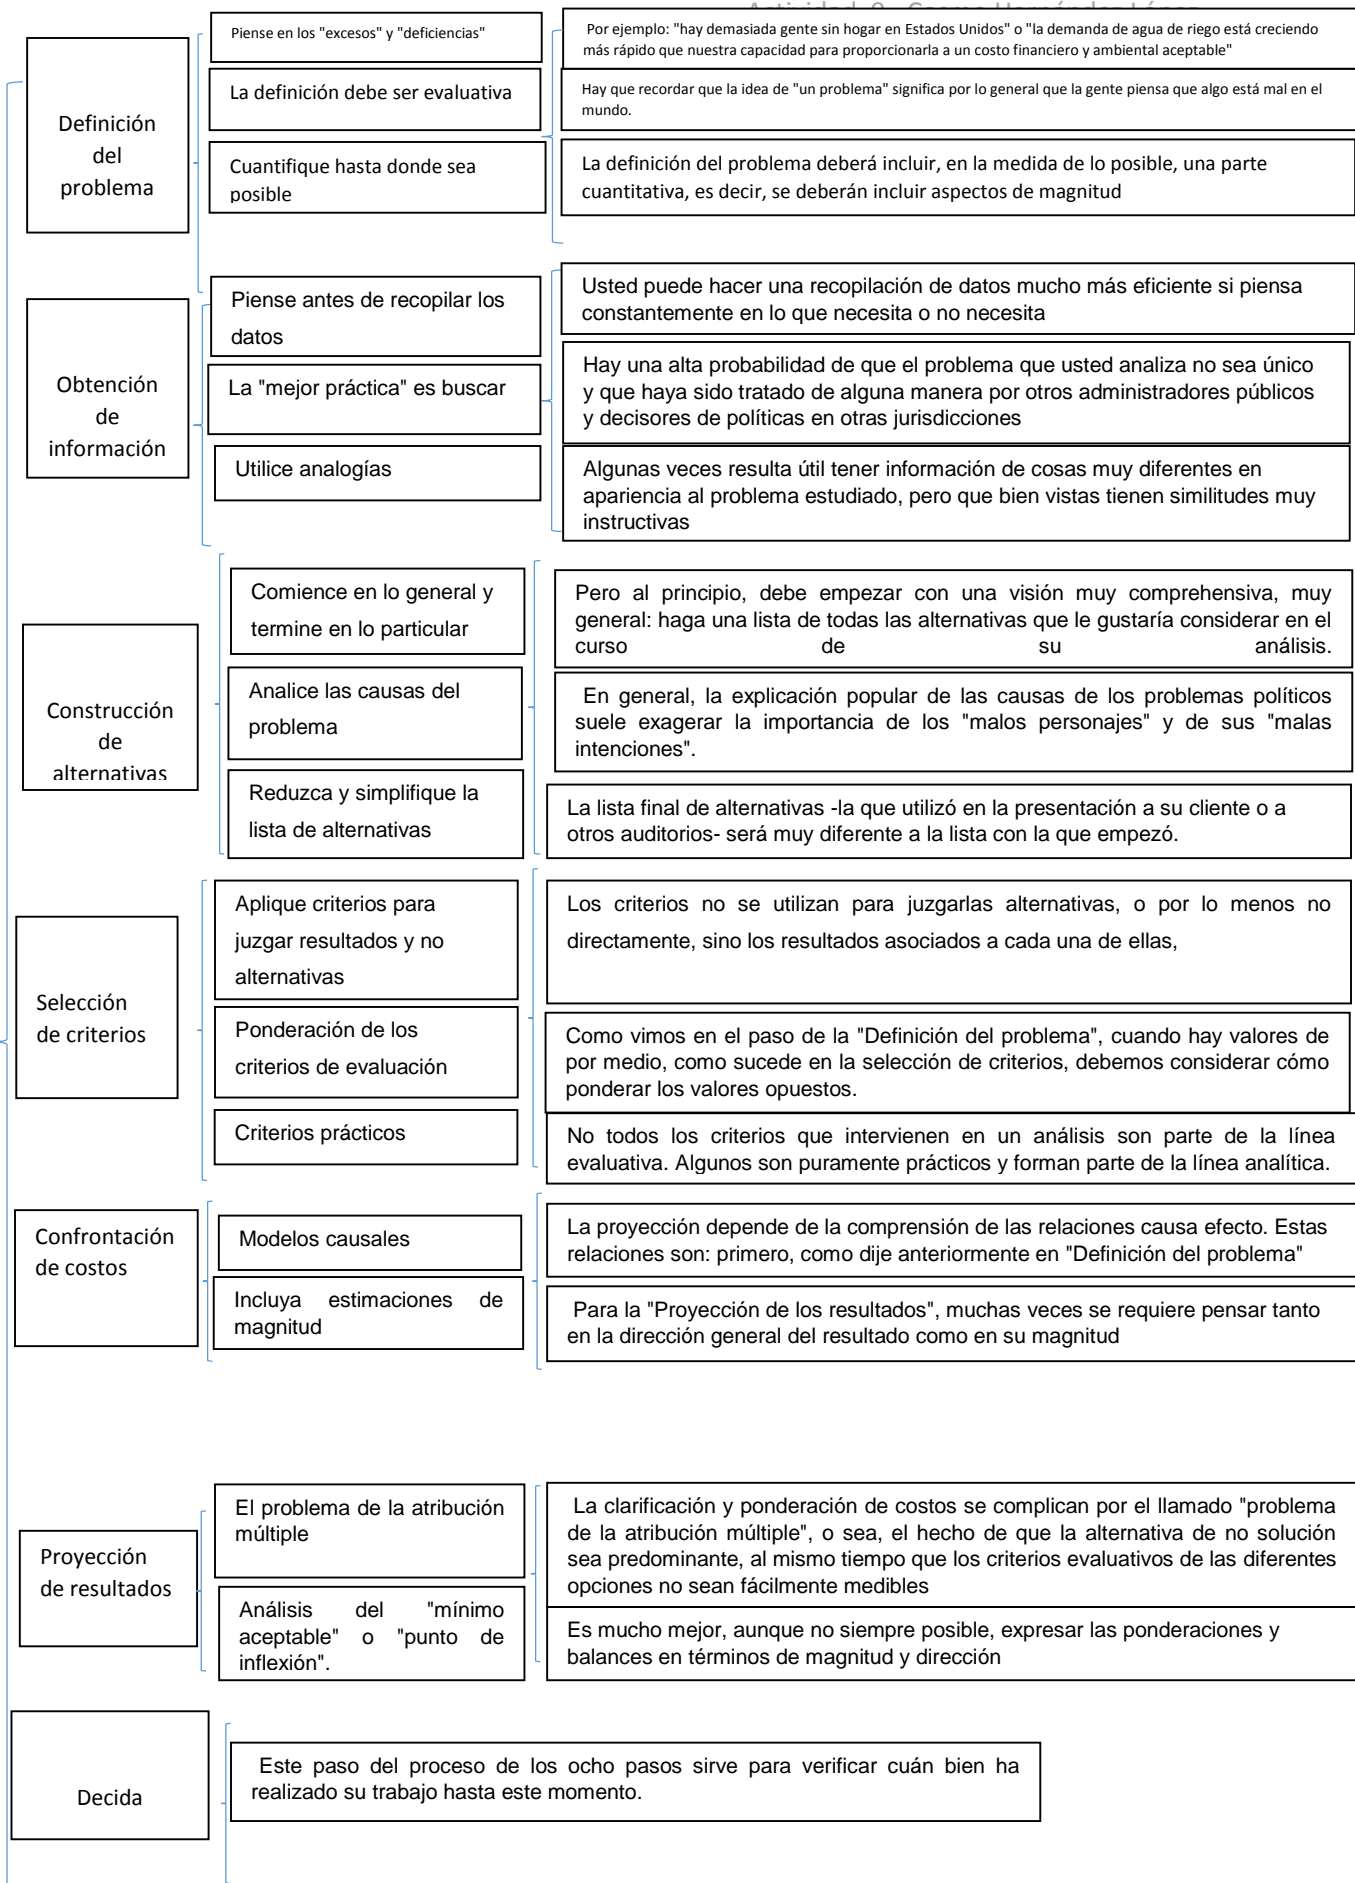 Actividad 9 Cosme Hernández López
Definición
del
problema
Piense en los "excesos" y "deficiencias"
Por ejemplo: "hay demasiada gente sin hogar en Estados Unidos" o "la demanda de agua de riego está creciendo
más rápido que nuestra capacidad para proporcionarla a un costo financiero y ambiental aceptable"
La definición debe ser evaluativa
Hay que recordar que la idea de "un problema" significa por lo general que la gente piensa que algo está mal en el
mundo.
Cuantifique hasta donde sea
posible
La definición del problema deberá incluir, en la medida de lo posible, una parte
cuantitativa, es decir, se deberán incluir aspectos de magnitud
Obtención
de
información
Piense antes de recopilar los
datos
Usted puede hacer una recopilación de datos mucho más eficiente si piensa
constantemente en lo que necesita o no necesita
La "mejor práctica" es buscar
Hay una alta probabilidad de que el problema que usted analiza no sea único
y que haya sido tratado de alguna manera por otros administradores públicos
y decisores de políticas en otras jurisdicciones
Utilice analogías
Algunas veces resulta útil tener información de cosas muy diferentes en
apariencia al problema estudiado, pero que bien vistas tienen similitudes muy
instructivas
Construcción
de
alternativas
Comience en lo general y
termine en lo particular
Pero al principio, debe empezar con una visión muy comprehensiva, muy
general: haga una lista de todas las alternativas que le gustaría considerar en el
curso de su análisis.
Analice las causas del
problema
En general, la explicación popular de las causas de los problemas políticos
suele exagerar la importancia de los "malos personajes" y de sus "malas
intenciones".
Reduzca y simplifique la
lista de alternativas
La lista final de alternativas -la que utilizó en la presentación a su cliente o a
otros auditorios- será muy diferente a la lista con la que empezó.
Selección
de criterios
Aplique criterios para
juzgar resultados y no
alternativas
Los criterios no se utilizan para juzgarlas alternativas, o por lo menos no
directamente, sino los resultados asociados a cada una de ellas,
Ponderación de los
criterios de evaluación
Como vimos en el paso de la "Definición del problema", cuando hay valores de
por medio, como sucede en la selección de criterios, debemos considerar cómo
ponderar los valores opuestos.
Criterios prácticos
No todos los criterios que intervienen en un análisis son parte de la línea
evaluativa. Algunos son puramente prácticos y forman parte de la línea analítica.
Confrontación
de costos
Modelos causales
La proyección depende de la comprensión de las relaciones causa efecto. Estas
relaciones son: primero, como dije anteriormente en "Definición del problema"
Incluya estimaciones de
magnitud
Para la "Proyección de los resultados", muchas veces se requiere pensar tanto
en la dirección general del resultado como en su magnitud
Proyección
de resultados
El problema de la atribución
múltiple
La clarificación y ponderación de costos se complican por el llamado "problema
de la atribución múltiple", o sea, el hecho de que la alternativa de no solución
sea predominante, al mismo tiempo que los criterios evaluativos de las diferentes
opciones no sean fácilmente medibles
Análisis del "mínimo
aceptable" o "punto de
inflexión".
Es mucho mejor, aunque no siempre posible, expresar las ponderaciones y
balances en términos de magnitud y dirección
Decida
Este paso del proceso de los ocho pasos sirve para verificar cuán bien ha
realizado su trabajo hasta este momento.